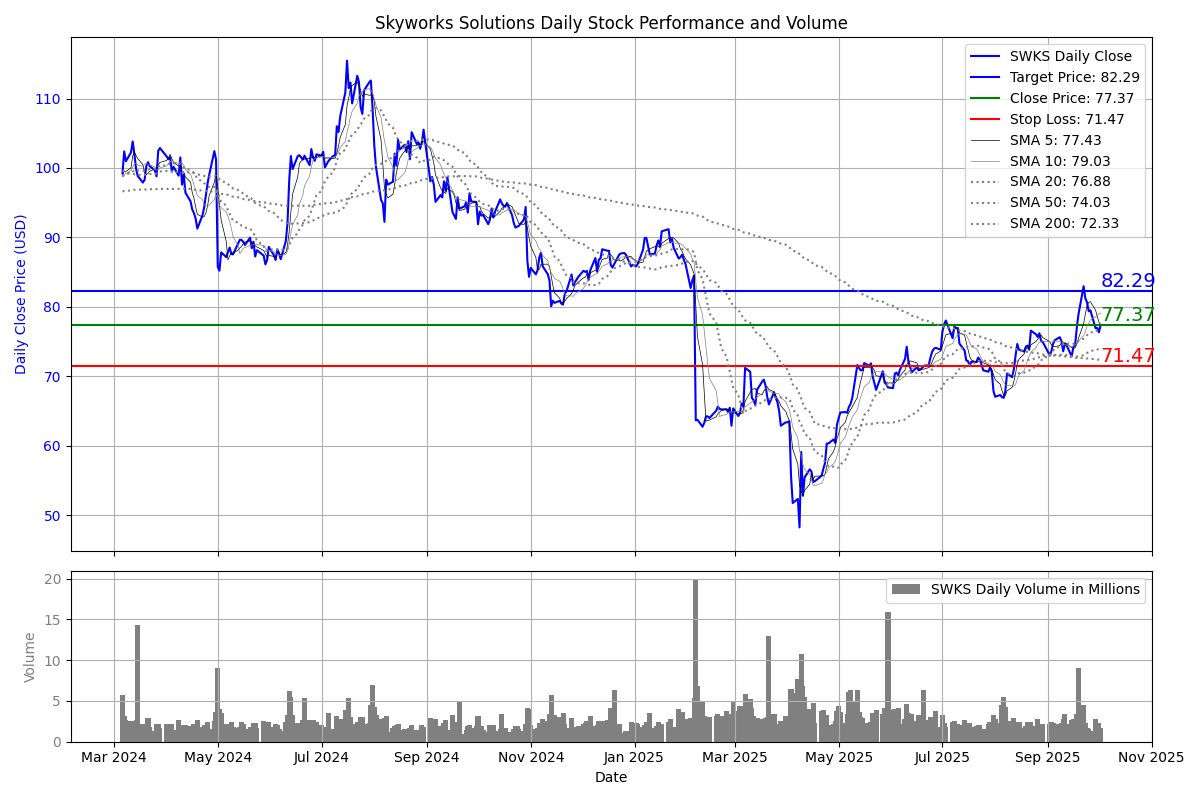 Skyworks Solutions Daily Stock Performance and Volume
Daily Close Price (USD)
110
100
90
80
70
60
50
SWKS Daily Close
Target Price: 82.29
Close Price: 77.37
Stop Loss: 71.47
SMA 5: 77.43
SMA 10: 79.03
SMA 20: 76.88
SMA 50: 74.03
SMA 200: 72.33
82.29
77.37
71.47
Volume
20
15
10
5
0
SWKS Daily Volume in Millions
Mar 2024 May 2024 Jul 2024 Sep 2024 Nov 2024 Jan 2025 Mar 2025 May 2025 Jul 2025 Sep 2025 Nov 2025
Date